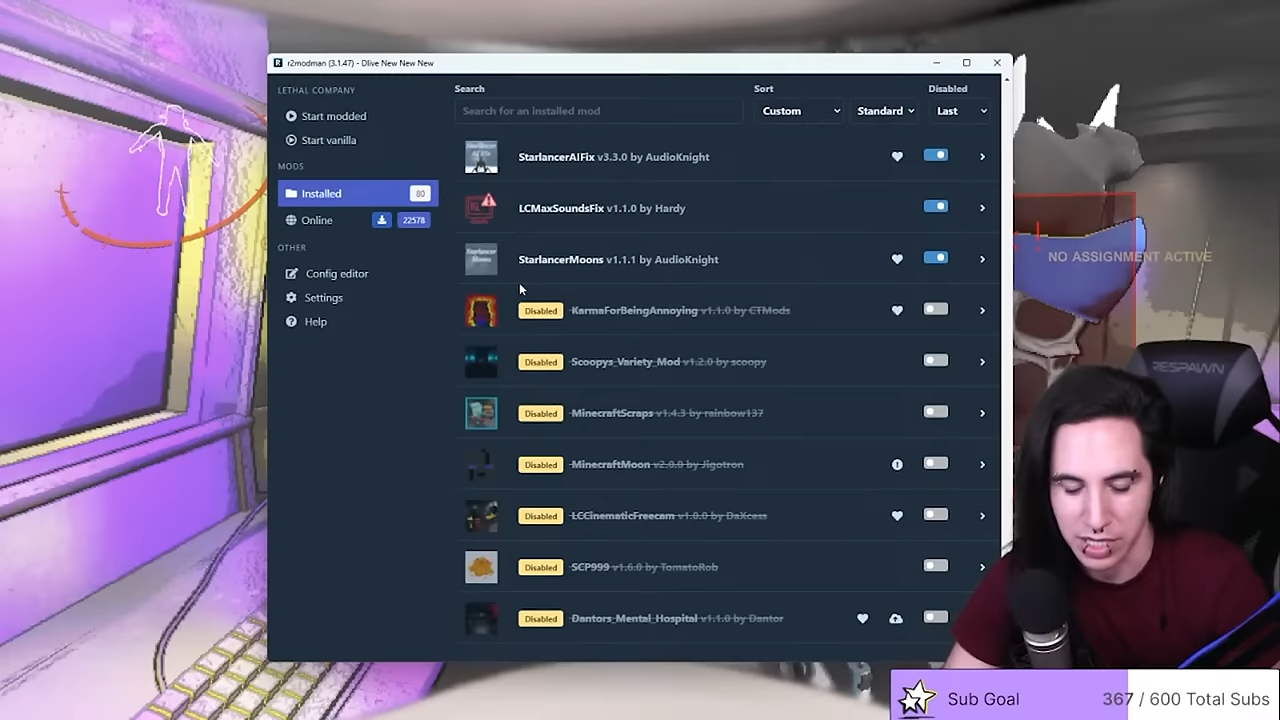 r2modman (3.1.47) - Dlive New New New
LETHAL COMPANY
Start modded
Start vanilla
MODS
Installed 80
Online 22578
OTHER
Config editor
Settings
Help
Search
Search for an installed mod
Sort
Custom
Standard
Disabled
Last
StarlancerAIFix v3.3.0 by AudioKnight
LCMaxSoundsFix v1.1.0 by Hardy
StarlancerMoons v1.1.1 by AudioKnight
Disabled KarmaForBeingAnnoying v1.1.0 by CTMods
Disabled Scoopys_Variety_Mod v1.2.0 by scoopy
Disabled MinecraftScraps v1.4.3 by rainbow137
Disabled MinecraftMoon v2.0.0 by Jigotron
Disabled LCCinematicFreecam v1.0.0 by DaXcess
Disabled SCP999 v1.6.0 by TomatoRob
Disabled Dantors_Mental_Hospital v1.1.0 by Dantor
NO ASSIGNMENT ACTIVE
RESPAWN
Sub Goal 367 / 600 Total Subs